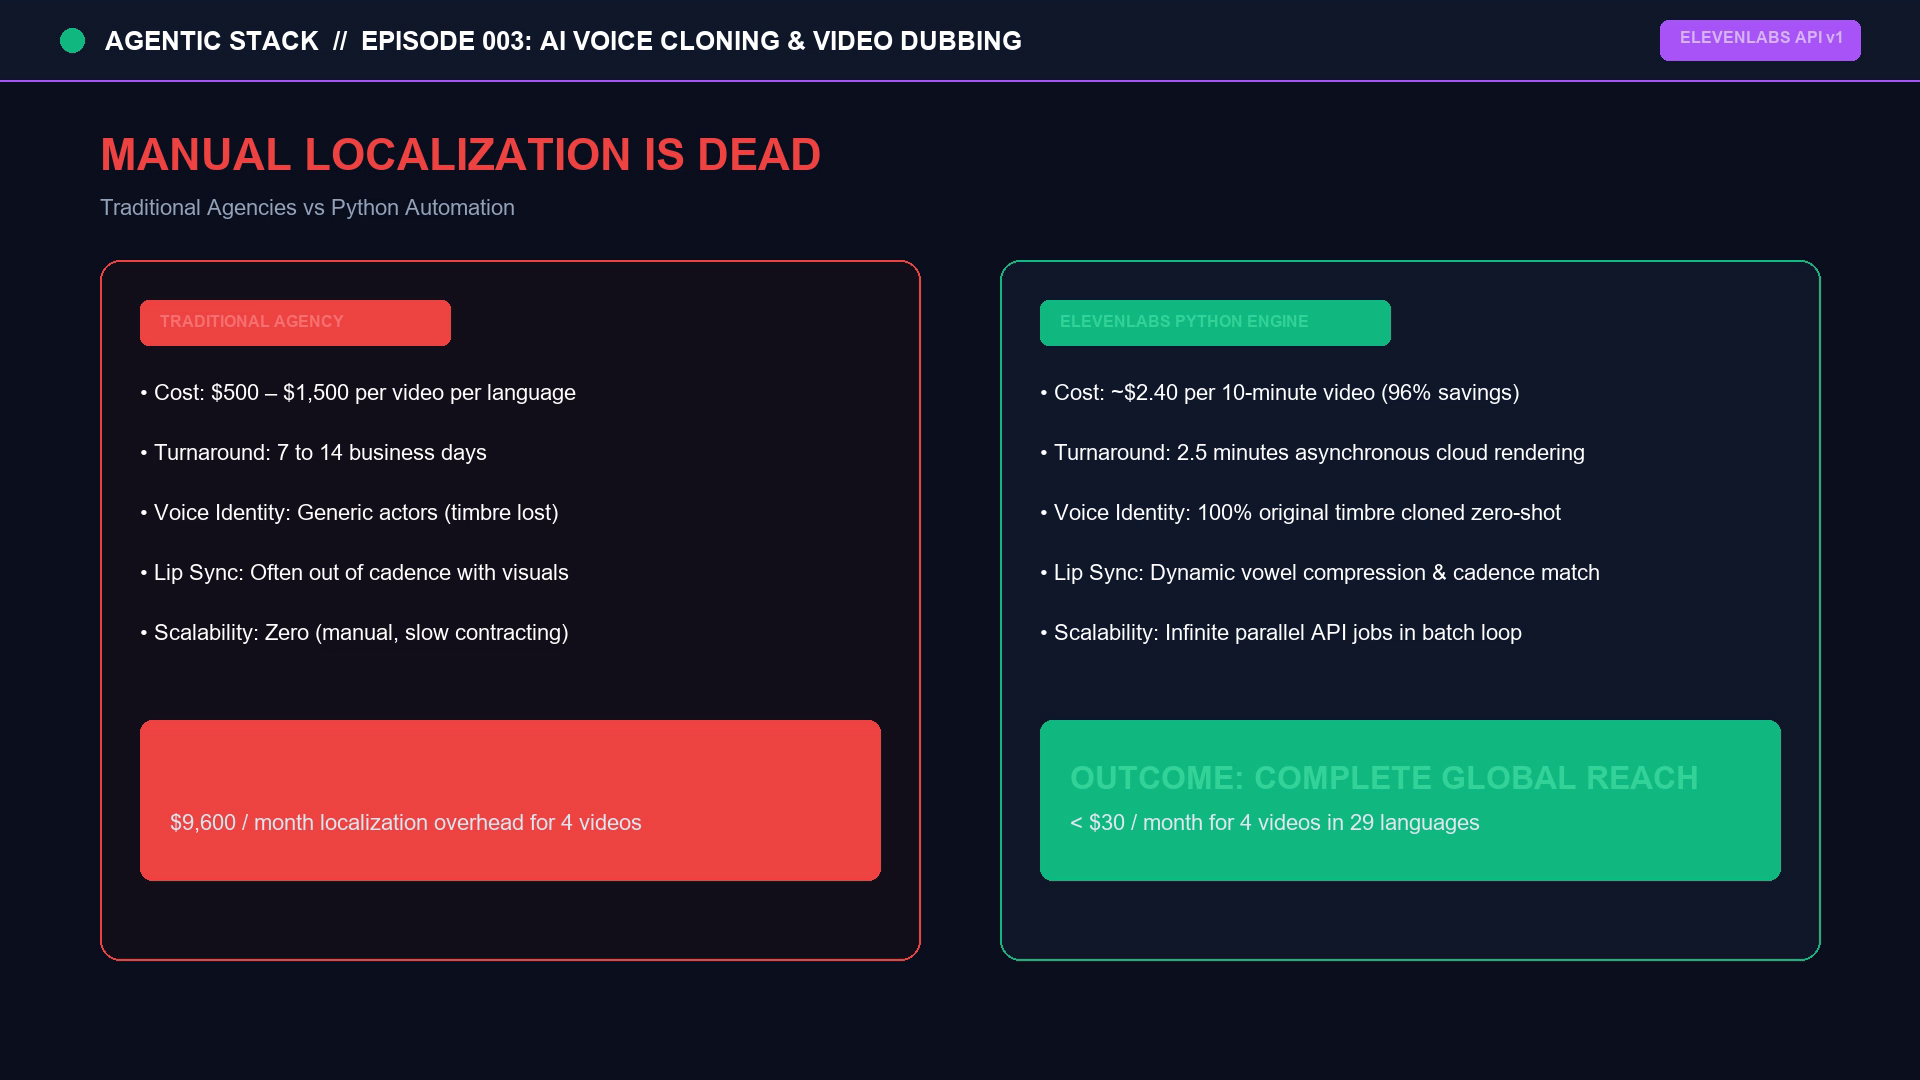 AGENTIC STACK // EPISODE 003: AI VOICE CLONING & VIDEO DUBBING
ELEVENLABS API v1
MANUAL LOCALIZATION IS DEAD
Traditional Agencies vs Python Automation
TRADITIONAL AGENCY
• Cost: $500 – $1,500 per video per language
• Turnaround: 7 to 14 business days
• Voice Identity: Generic actors (timbre lost)
• Lip Sync: Often out of cadence with visuals
• Scalability: Zero (manual, slow contracting)
$9,600 / month localization overhead for 4 videos
ELEVENLABS PYTHON ENGINE
• Cost: ~$2.40 per 10-minute video (96% savings)
• Turnaround: 2.5 minutes asynchronous cloud rendering
• Voice Identity: 100% original timbre cloned zero-shot
• Lip Sync: Dynamic vowel compression & cadence match
• Scalability: Infinite parallel API jobs in batch loop
OUTCOME: COMPLETE GLOBAL REACH
< $30 / month for 4 videos in 29 languages